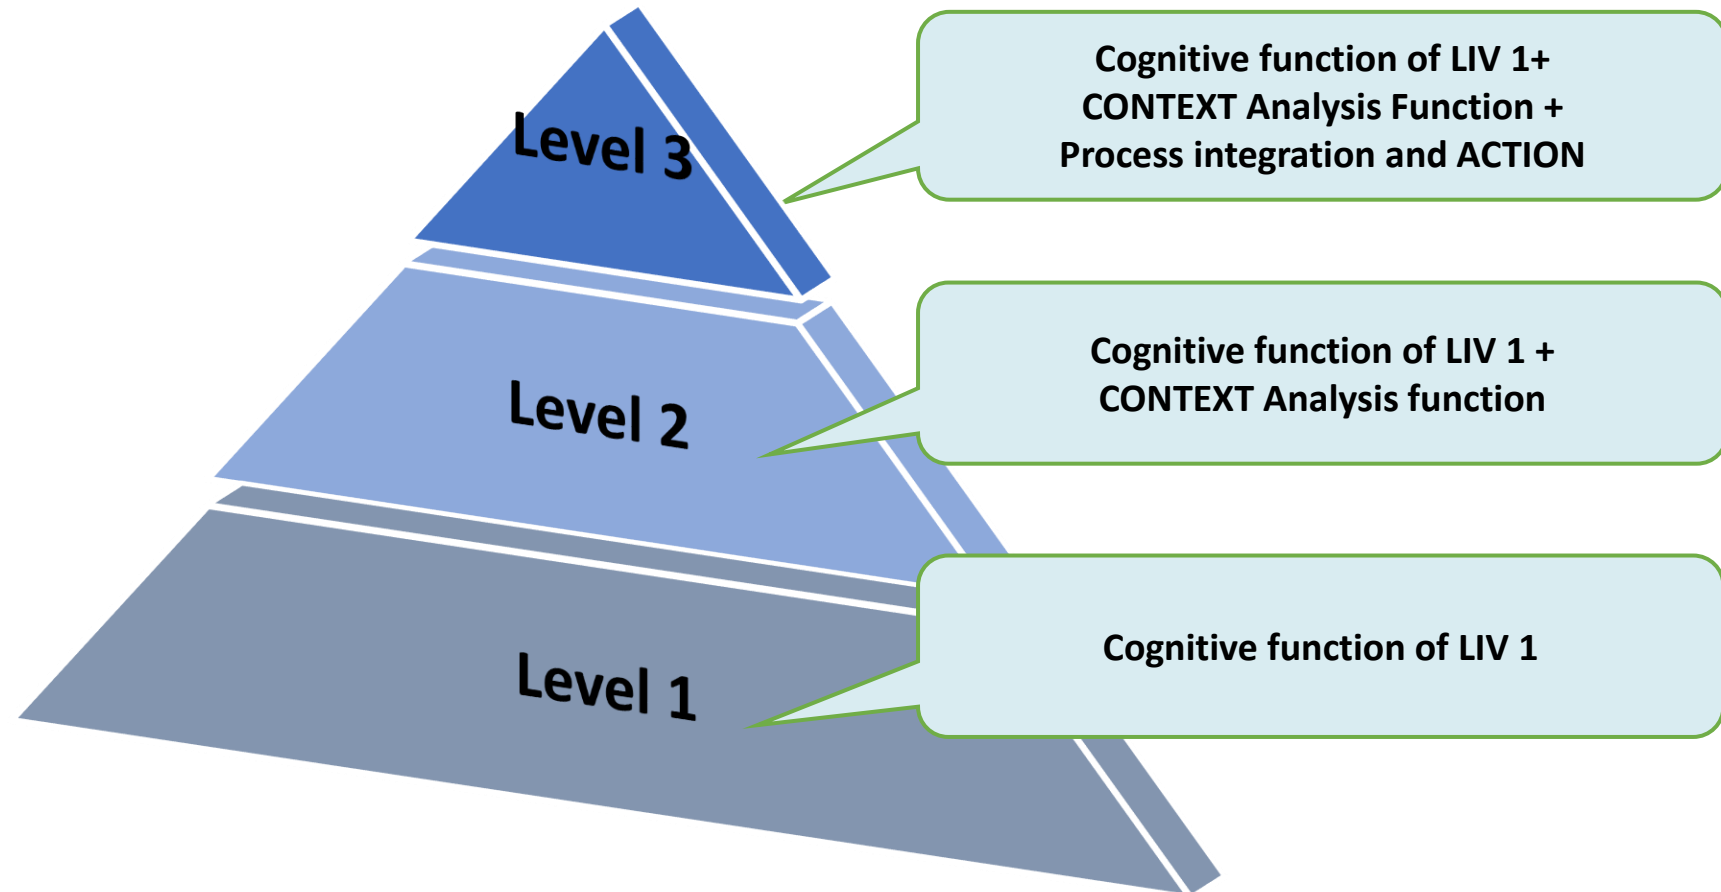 Level 3
Cognitive function of LIV 1+
CONTEXT Analysis Function +
Process integration and ACTION
Level 2
Cognitive function of LIV 1 +
CONTEXT Analysis function
Level 1
Cognitive function of LIV 1